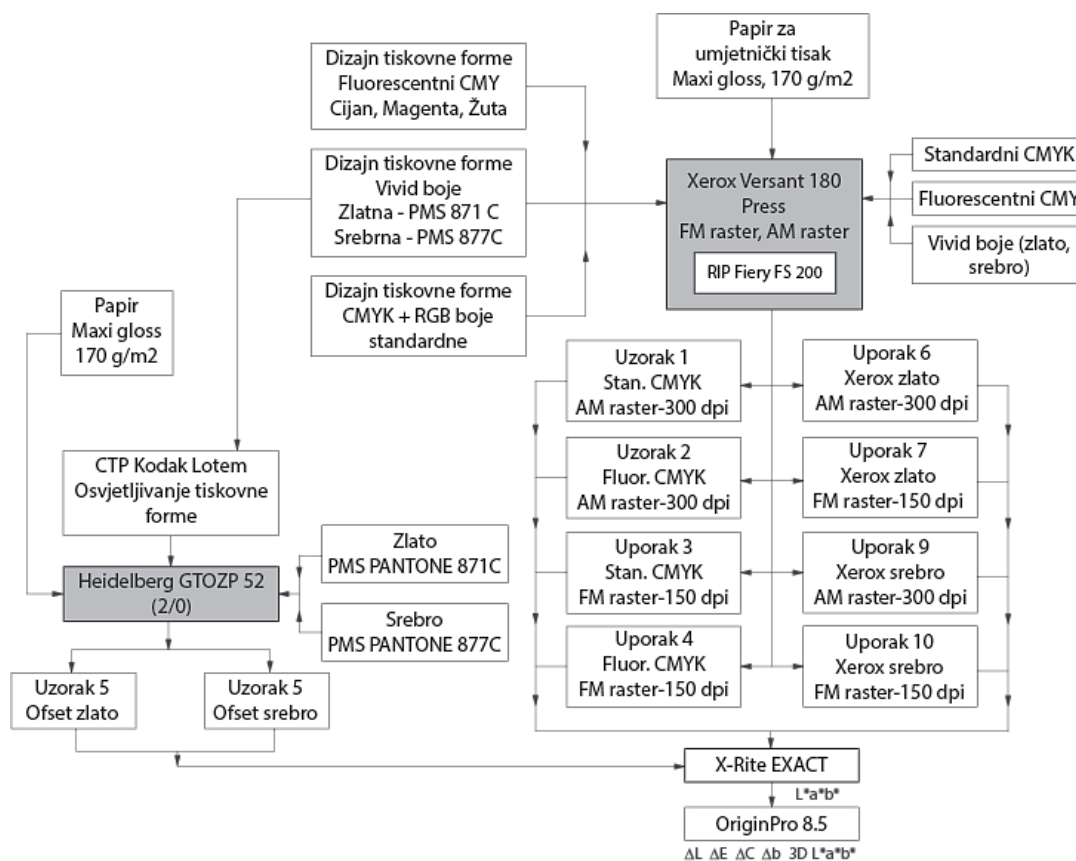 Dizajn tiskovne forme
Fluorescentni CMY
Cijan, Magenta, Žuta
Papir za
umjetnički tisak
Maxi gloss, 170 g/m2
Dizajn tiskovne forme
Vivid boje
Zlatna - PMS 871 C
Srebrna - PMS 877C
Xerox Versant 180
Press
FM raster, AM raster
RIP Fiery FS 200
Standardni CMYK
Fluorescentni CMY
Vivid boje (zlato,
srebro)
Dizajn tiskovne forme
CMYK + RGB boje
standardne
Papir
Maxi gloss
170 g/m2
CTP Kodak Lotem
Osvjetljivanje tiskovne
forme
Heidelberg GTOZP 52
(2/0)
Zlato
PMS PANTONE 871C
Srebro
PMS PANTONE 877C
Uzorak 5
Ofset zlato
Uzorak 5
Ofset srebro
Uzorak 1
Stan. CMYK
AM raster-300 dpi
Uporak 6
Xerox zlato
AM raster-300 dpi
Uzorak 2
Fluor. CMYK
AM raster-300 dpi
Uporak 7
Xerox zlato
FM raster-150 dpi
Uporak 3
Stan. CMYK
FM raster-150 dpi
Uporak 9
Xerox srebro
AM raster-300 dpi
Uporak 4
Fluor. CMYK
FM raster-150 dpi
Uporak 10
Xerox srebro
FM raster-150 dpi
X-Rite EXACT
L*a*b*
OriginPro 8.5
ΔL ΔE ΔC Δb 3D L*a*b*